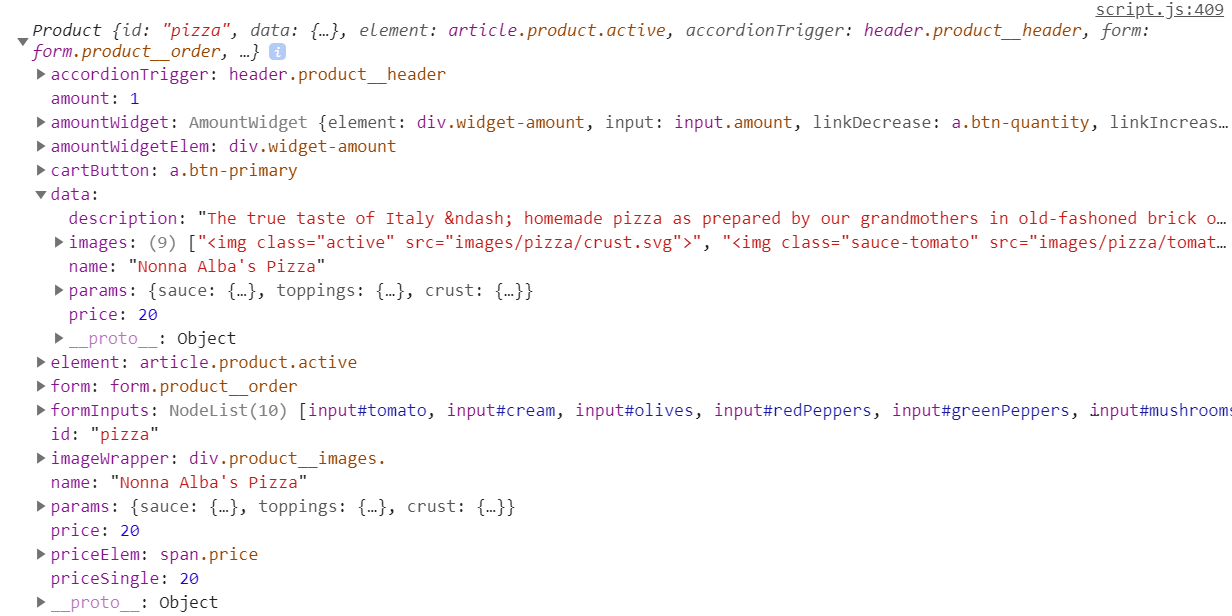 script.js:409
Product {id: "pizza", data: {…}, element: article.product.active, accordionTrigger: header.product__header, form:
form.product__order, …} i
accordionTrigger: header.product__header
amount: 1
amountWidget: AmountWidget {element: div.widget-amount, input: input.amount, linkDecrease: a.btn-quantity, linkIncreas…
amountWidgetElem: div.widget-amount
cartButton: a.btn-primary
data:
description: "The true taste of Italy &ndash; homemade pizza as prepared by our grandmothers in old-fashoned brick o…
images: (9) ["<img class="active" src="images/pizza/crust.svg">", "<img class="sauce-tomato" src="images/pizza/tomat…
name: "Nonna Alba's Pizza"
params: {sauce: {…}, toppings: {…}, crust: {…}}
price: 20
__proto__: Object
element: article.product.active
form: form.product__order
formInputs: NodeList(10) [input#tomato, input#cream, input#olives, input#redPeppers, input#greenPeppers, input#mushrooms
id: "pizza"
imageWrapper: div.product__images.
name: "Nonna Alba's Pizza"
params: {sauce: {…}, toppings: {…}, crust: {…}}
price: 20
priceElem: span.price
priceSingle: 20
__proto__: Object